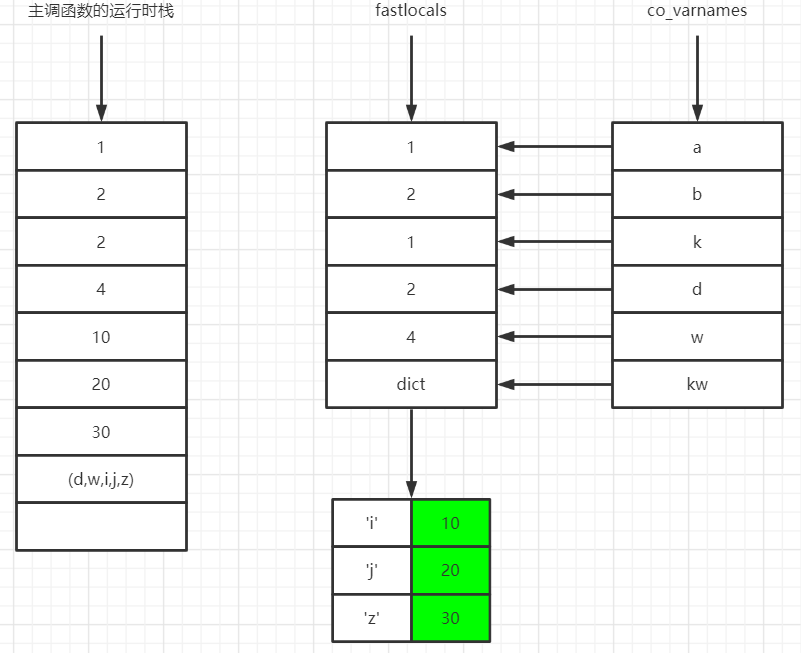 主调函数的运行时栈
fastlocals
co_varnames
1
2
2
4
10
20
30
(d,w,i,j,z)
1
2
1
2
4
dict
a
b
k
d
w
kw
'i' 10
'j' 20
'z' 30